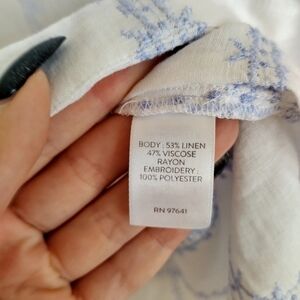 BODY : 53% LINEN
47% VISCOSE
RAYON
EMBROIDERY :
100% POLYESTER
RN 97641